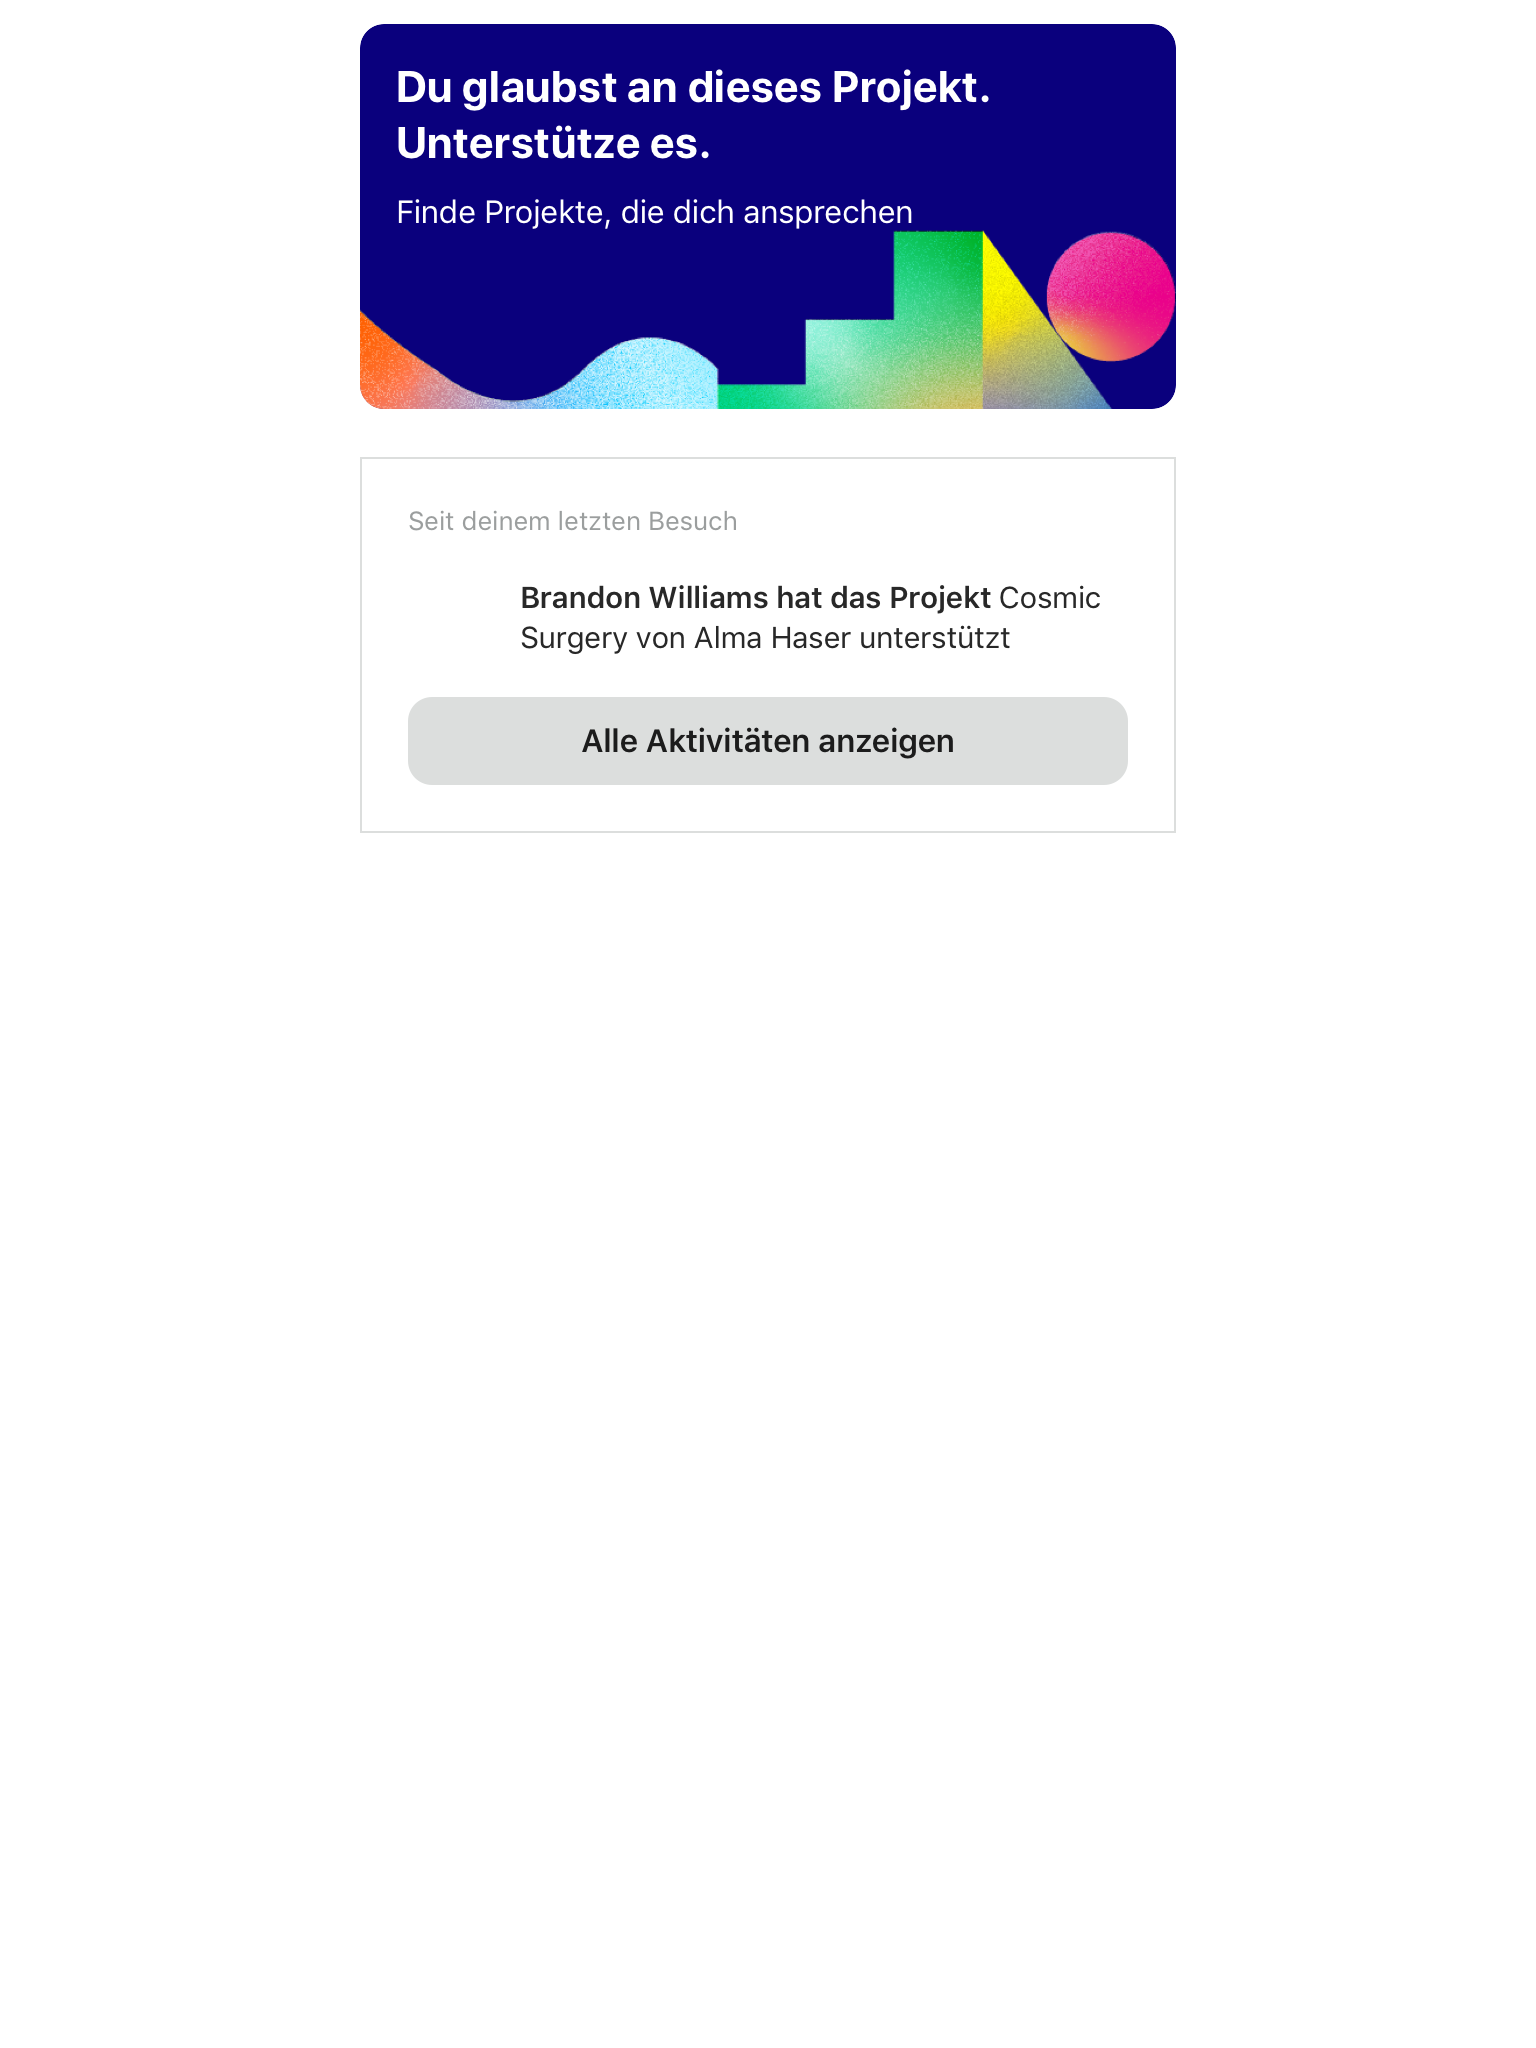 Du glaubst an dieses Projekt.
Unterstütze es.
Finde Projekte, die dich ansprechen
Seit deinem letzten Besuch
Brandon Williams hat das Projekt Cosmic
Surgery von Alma Haser unterstützt
Alle Aktivitäten anzeigen